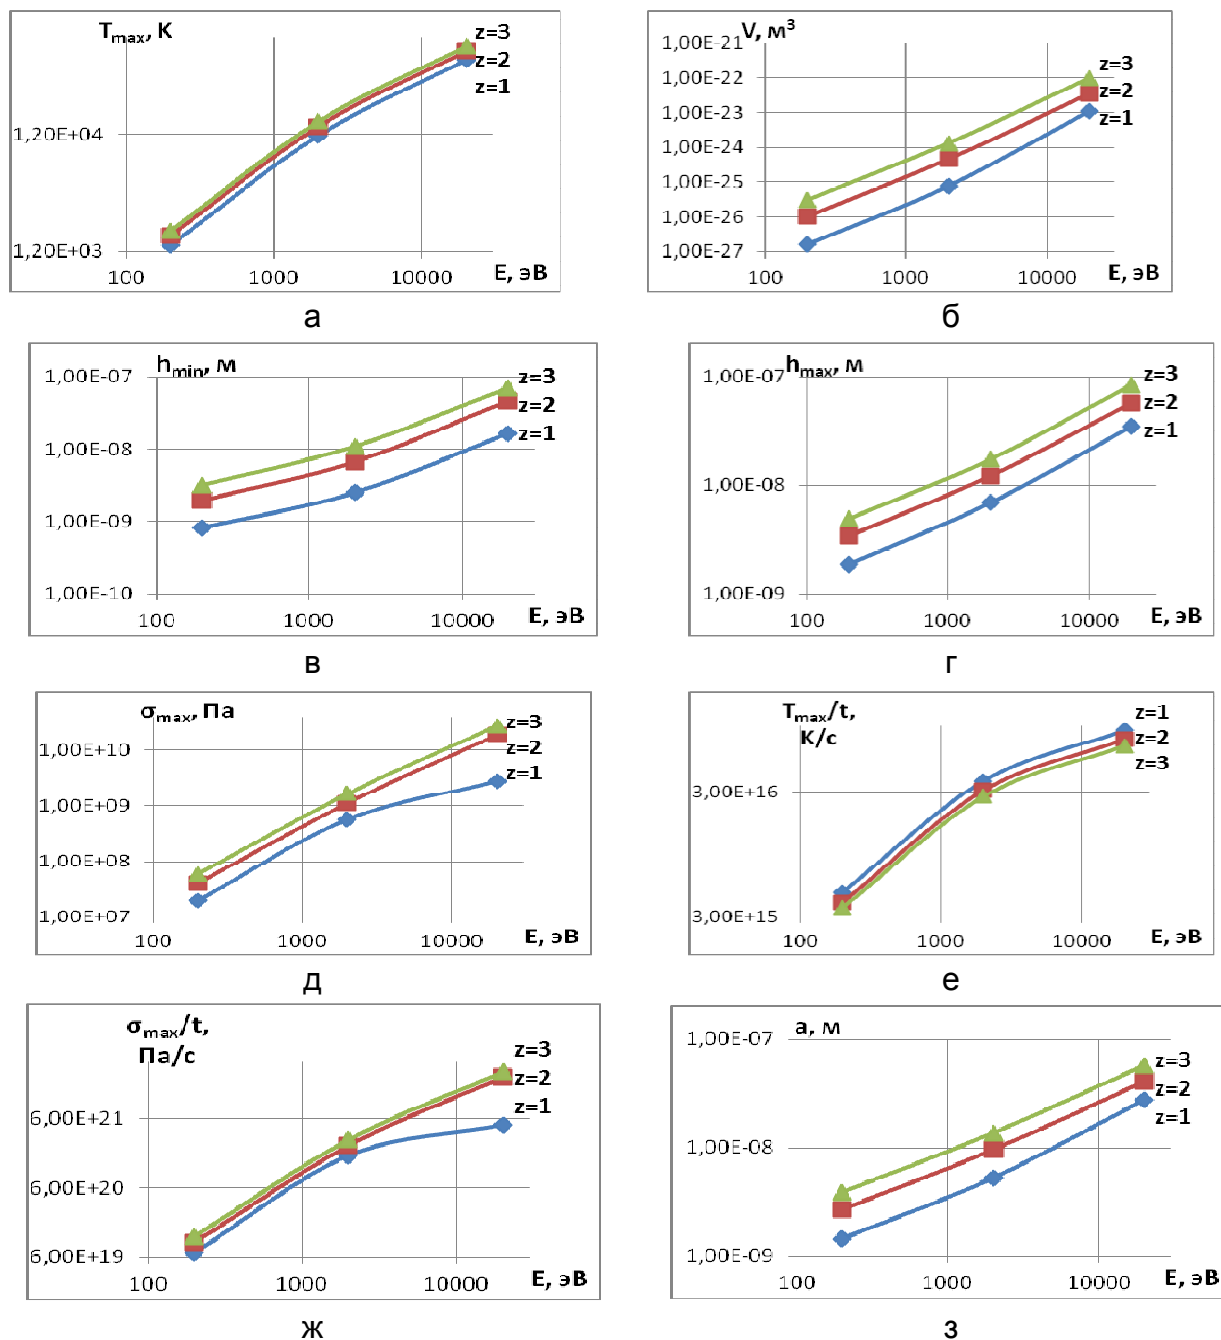 T_max, К
z=3
z=2
z=1
1,20E+04
1,20E+03
100 1000 10000 E, эВ
а
V, м³
1,00E-21
1,00E-22
1,00E-23
1,00E-24
1,00E-25
1,00E-26
1,00E-27
z=3
z=2
z=1
100 1000 10000 E, эВ
б
h_min, м
1,00E-07
1,00E-08
1,00E-09
1,00E-10
z=3
z=2
z=1
100 1000 10000 E, эВ
в
h_max, м
1,00E-07
1,00E-08
1,00E-09
z=3
z=2
z=1
100 1000 10000 E, эВ
г
σ_max, Па
1,00E+10
1,00E+09
1,00E+08
1,00E+07
z=3
z=2
z=1
100 1000 10000 E, эВ
д
T_max/t,
К/с
3,00E+16
3,00E+15
z=1
z=2
z=3
100 1000 10000 E, эВ
е
σ_max/t,
Па/с
6,00E+21
6,00E+20
6,00E+19
z=3
z=2
z=1
100 1000 10000 E, эВ
ж
a, м
1,00E-07
1,00E-08
1,00E-09
z=3
z=2
z=1
100 1000 10000 E, эВ
з